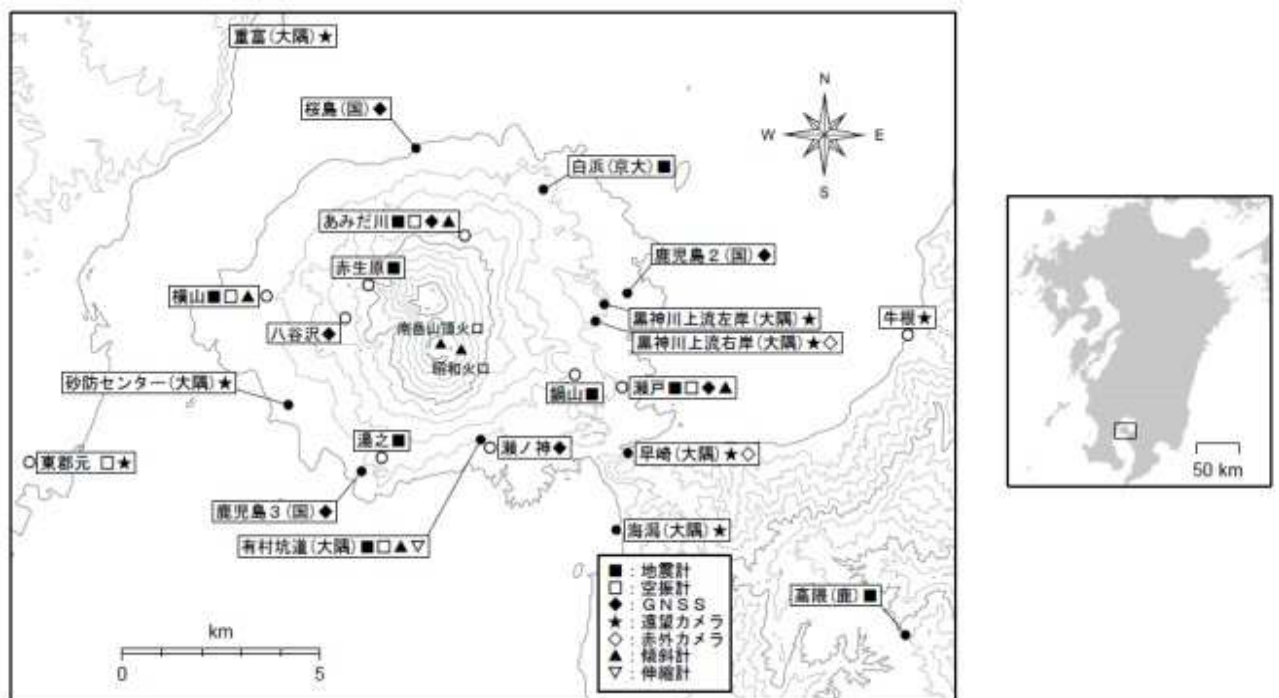 重富(大隅)★
桜島(国)◆
N
W E
S
白浜(京大)■
あみだ川■□◆▲
鹿児島2(国)◆
赤生原■
横山■□▲
黒神川上流左岸(大隅)★
牛根★
八谷沢◆
南岳山頂火口
黒神川上流右岸(大隅)★◇
昭和火口
砂防センター(大隅)★
鍋山■
瀬戸■□◆▲
湯之■
瀬ノ神◆
早崎(大隅)★◇
東郡元 □★
50 km
鹿児島3(国)◆
海潟(大隅)★
有村坑道(大隅)■□▲▽
■:地震計
□:空振計
◆:GNSS
★:遠望カメラ
◇:赤外カメラ
▲:傾斜計
▽:伸縮計
高隈(鹿)■
km
0 5